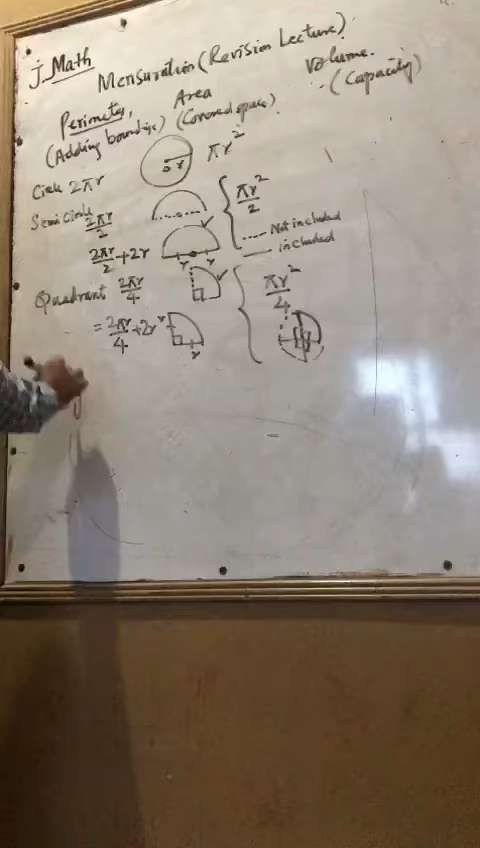 J. Math
Mensuration (Revision Lecture)
Perimeter, Area Volume.
(Adding boundries) (Covered space) (Capacity)
Circle 2πr r πr²
Semi Circle 2πr/2 πr²/2
2πr/2 + 2r r r
---- Not included
— included
Quadrant 2πr/4 πr²/4
= 2πr/4 + 2r r r